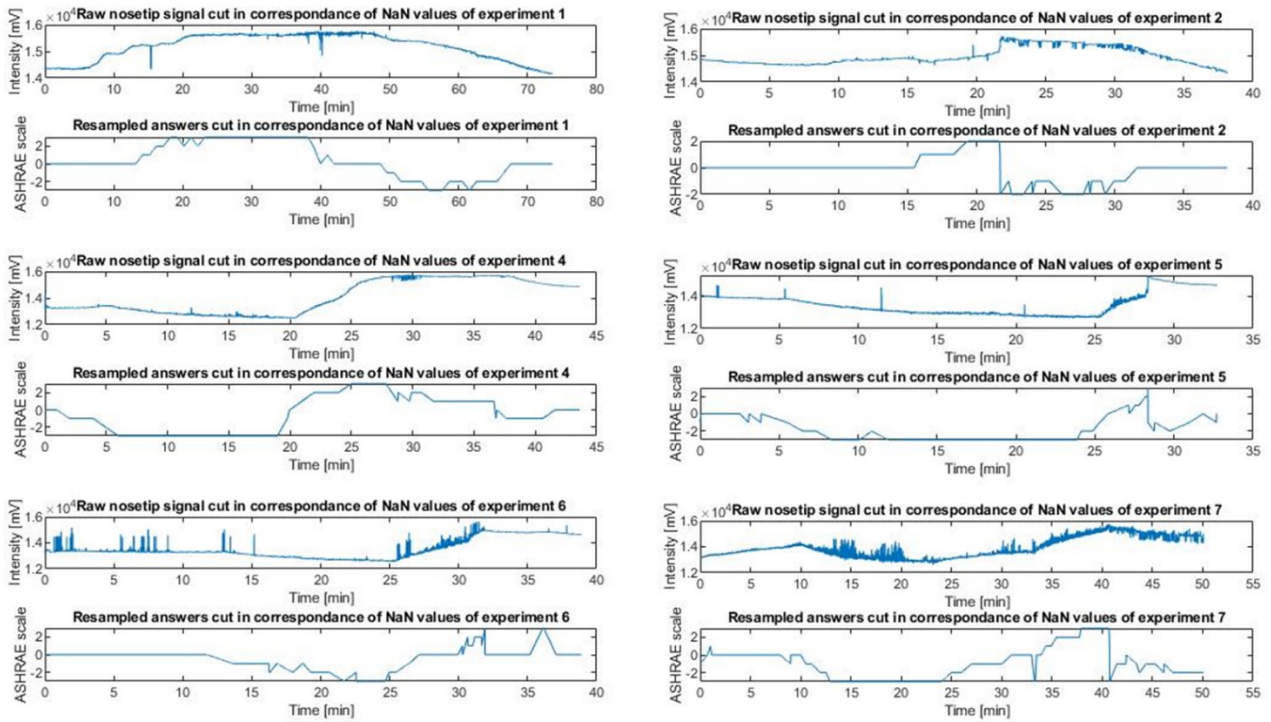 ×10⁴ Raw nosetip signal cut in correspondance of NaN values of experiment 1
Intensity [mV]
1.6
1.5
1.4
0 10 20 30 40 50 60 70 80
Time [min]
Resampled answers cut in correspondance of NaN values of experiment 1
ASHRAE scale
2
0
-2
0 10 20 30 40 50 60 70 80
Time [min]
×10⁴ Raw nosetip signal cut in correspondance of NaN values of experiment 2
Intensity [mV]
1.6
1.5
1.4
0 5 10 15 20 25 30 35 40
Time [min]
Resampled answers cut in correspondance of NaN values of experiment 2
ASHRAE scale
2
0
-2
0 5 10 15 20 25 30 35 40
Time [min]
×10⁴ Raw nosetip signal cut in correspondance of NaN values of experiment 4
Intensity [mV]
1.6
1.4
1.2
0 5 10 15 20 25 30 35 40 45
Time [min]
Resampled answers cut in correspondance of NaN values of experiment 4
ASHRAE scale
2
0
-2
0 5 10 15 20 25 30 35 40 45
Time [min]
×10⁴ Raw nosetip signal cut in correspondance of NaN values of experiment 5
Intensity [mV]
1.4
1.2
0 5 10 15 20 25 30 35
Time [min]
Resampled answers cut in correspondance of NaN values of experiment 5
ASHRAE scale
2
0
-2
0 5 10 15 20 25 30 35
Time [min]
×10⁴ Raw nosetip signal cut in correspondance of NaN values of experiment 6
Intensity [mV]
1.6
1.4
1.2
0 5 10 15 20 25 30 35 40
Time [min]
Resampled answers cut in correspondance of NaN values of experiment 6
ASHRAE scale
2
0
-2
0 5 10 15 20 25 30 35 40
Time [min]
×10⁴ Raw nosetip signal cut in correspondance of NaN values of experiment 7
Intensity [mV]
1.6
1.4
1.2
0 5 10 15 20 25 30 35 40 45 50 55
Time [min]
Resampled answers cut in correspondance of NaN values of experiment 7
ASHRAE scale
2
0
-2
0 5 10 15 20 25 30 35 40 45 50 55
Time [min]